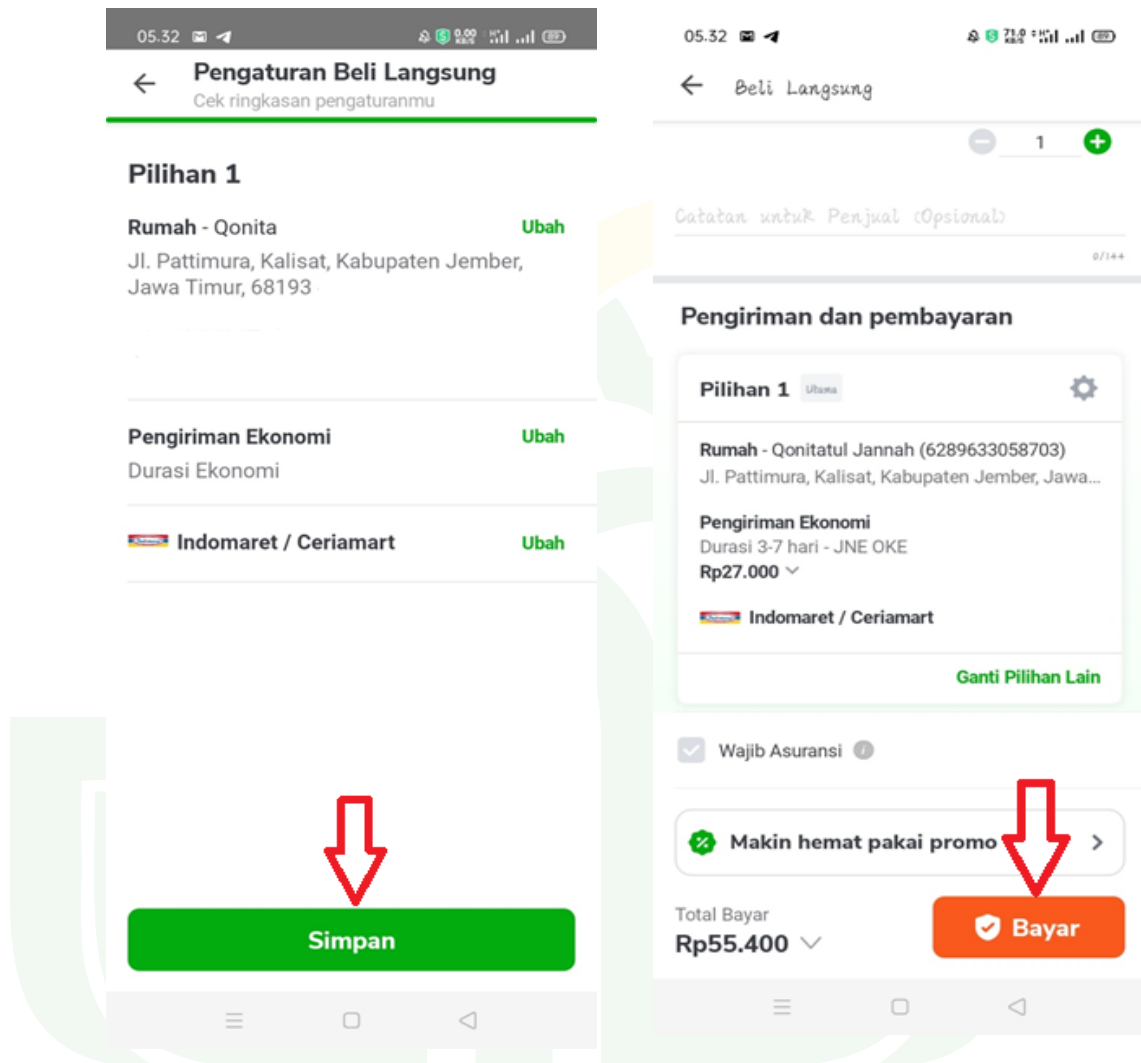 05.32
Pengaturan Beli Langsung
Cek ringkasan pengaturanmu
Pilihan 1
Rumah - Qonita
Ubah
Jl. Pattimura, Kalisat, Kabupaten Jember,
Jawa Timur, 68193
Pengiriman Ekonomi
Ubah
Durasi Ekonomi
Indomaret / Ceriamart
Ubah
Simpan
05.32
Beli Langsung
1
Catatan untuk Penjual (Opsional)
0/144
Pengiriman dan pembayaran
Pilihan 1
Utama
Rumah - Qonitatul Jannah (6289633058703)
Jl. Pattimura, Kalisat, Kabupaten Jember, Jawa...
Pengiriman Ekonomi
Durasi 3-7 hari - JNE OKE
Rp27.000
Indomaret / Ceriamart
Ganti Pilihan Lain
Wajib Asuransi
Makin hemat pakai promo
Total Bayar
Rp55.400
Bayar